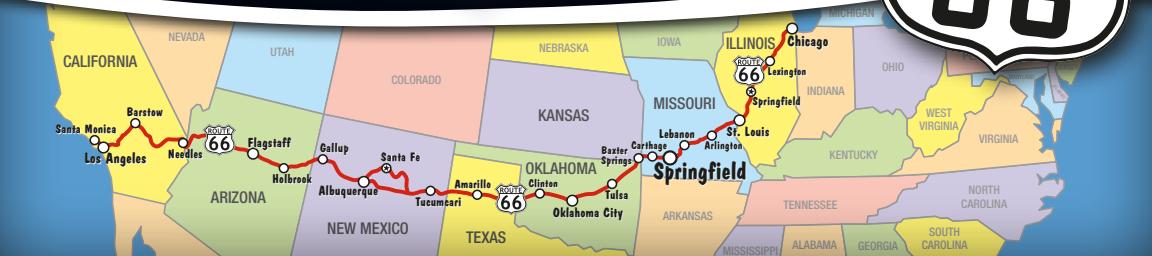 66
MICHIGAN
NEVADA
UTAH
CALIFORNIA
COLORADO
NEBRASKA
IOWA
ILLINOIS
Chicago
ROUTE
66
Lexington
Springfield
INDIANA
OHIO
KANSAS
MISSOURI
WEST
VIRGINIA
VIRGINIA
KENTUCKY
Santa Monica
Barstow
Los Angeles
Needles
ROUTE
66
Flagstaff
Holbrook
Gallup
Santa Fe
Albuquerque
Tucumcari
Amarillo
ROUTE
66
Clinton
OKLAHOMA
Oklahoma City
Tulsa
Baxter
Springs
Carthage
Springfield
Lebanon
Arlington
St. Louis
ARIZONA
NEW MEXICO
TEXAS
ARKANSAS
TENNESSEE
NORTH
CAROLINA
MISSISSIPPI
ALABAMA
GEORGIA
SOUTH
CAROLINA